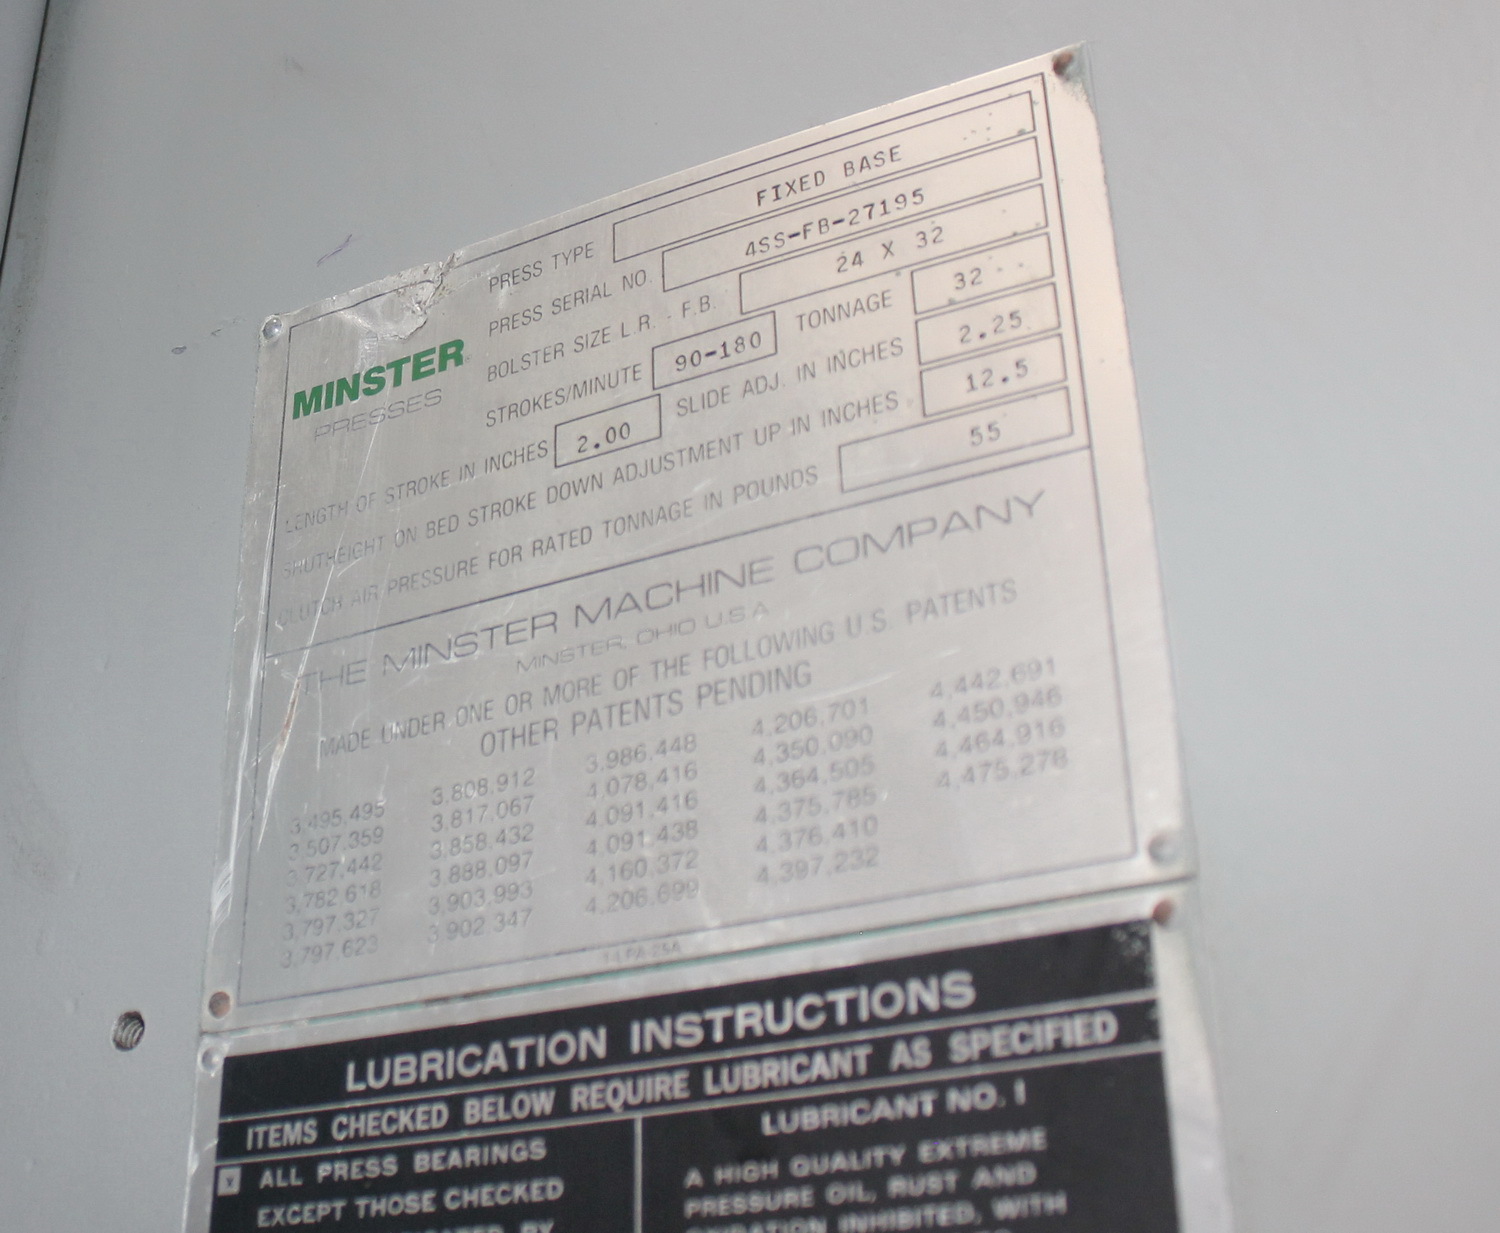 MINSTER
PRESSES
PRESS TYPE FIXED BASE
PRESS SERIAL NO. 4SS-FB-27195
BOLSTER SIZE L.R. - F.B. 24 X 32
STROKES/MINUTE 90-180 TONNAGE 32
LENGTH OF STROKE IN INCHES 2.00 SLIDE ADJ. IN INCHES 2.25
SHUTHEIGHT ON BED STROKE DOWN ADJUSTMENT UP IN INCHES 12.5
CLUTCH AIR PRESSURE FOR RATED TONNAGE IN POUNDS 55
THE MINSTER MACHINE COMPANY
MINSTER, OHIO U.S.A
MADE UNDER ONE OR MORE OF THE FOLLOWING U.S. PATENTS
OTHER PATENTS PENDING
3,495,495 3,808,912 3,986,448 4,206,701 4,442,691
3,507,359 3,817,067 4,078,416 4,350,090 4,450,946
3,727,442 3,858,432 4,091,416 4,364,505 4,464,916
3,782,618 3,888,097 4,091,438 4,375,785 4,475,278
3,797,327 3,903,993 4,160,372 4,376,410
3,797,623 3,902,347 4,206,699 4,397,232
LUBRICATION INSTRUCTIONS
ITEMS CHECKED BELOW REQUIRE LUBRICANT AS SPECIFIED
X ALL PRESS BEARINGS
EXCEPT THOSE CHECKED
BY
LUBRICANT NO. 1
A HIGH QUALITY EXTREME
PRESSURE OIL, RUST AND
OXIDATION INHIBITED, WITH